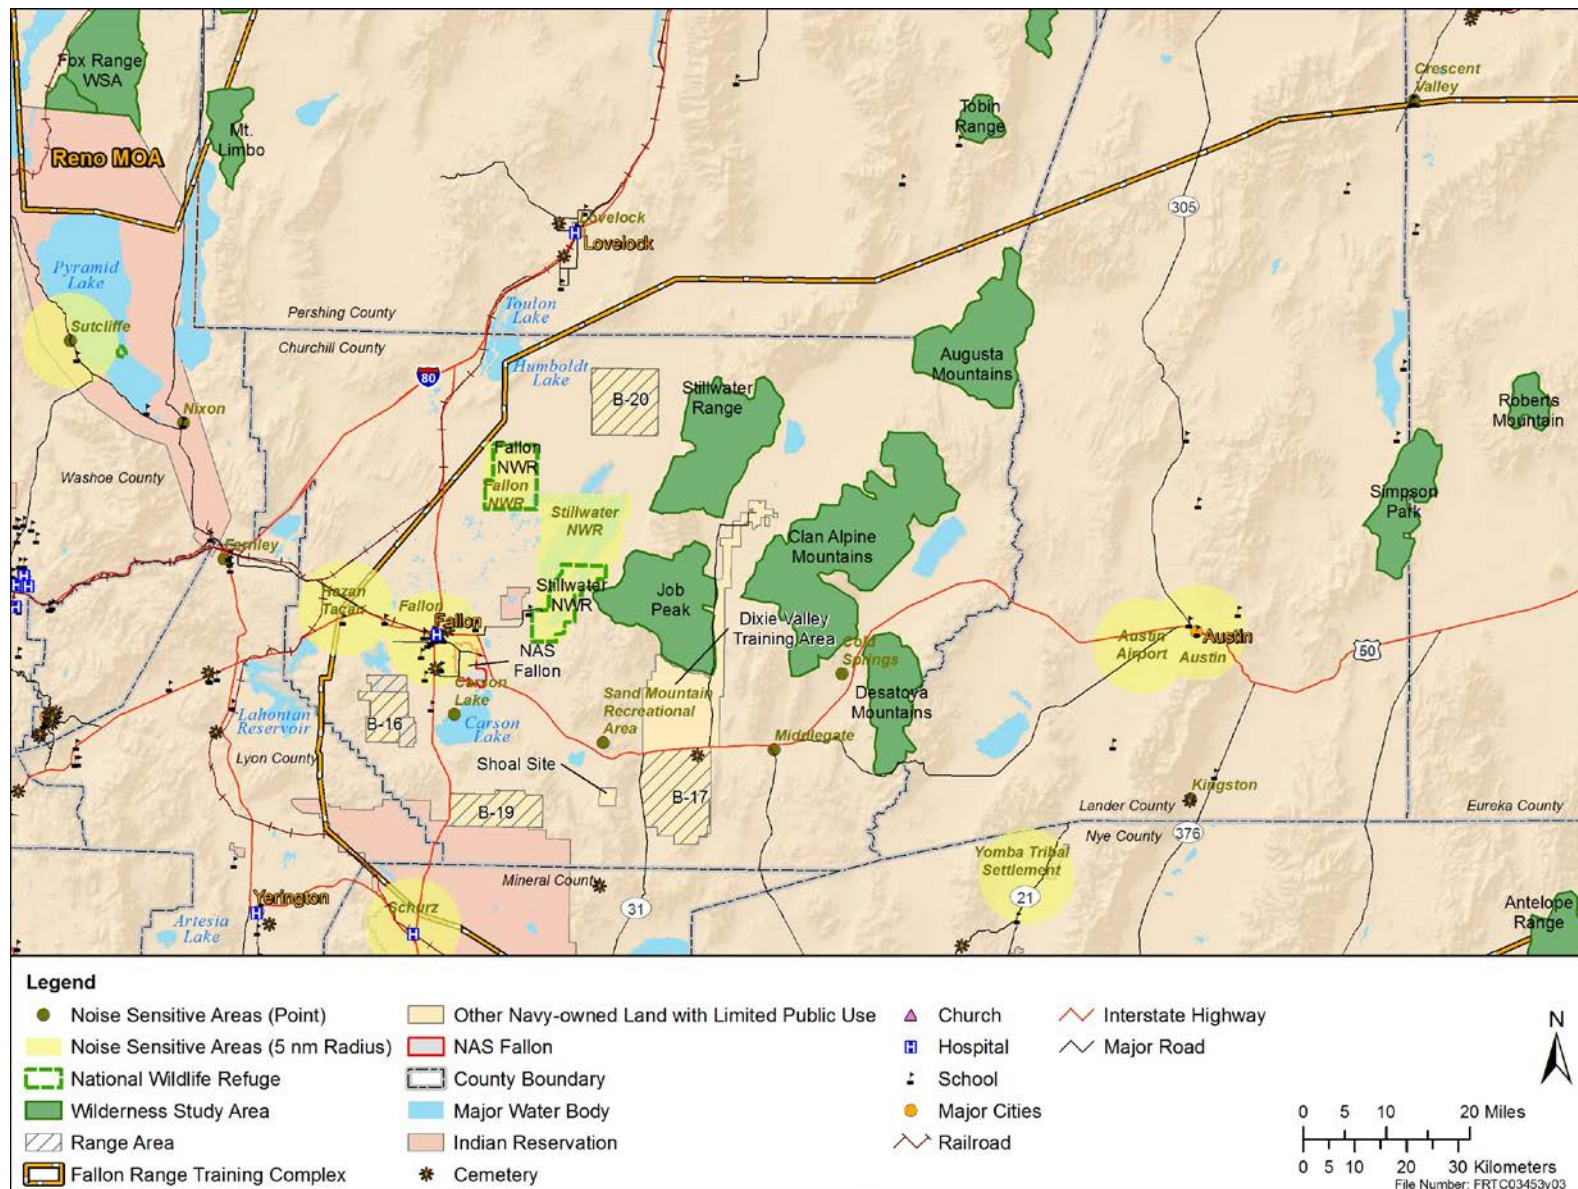 Fox Range
WSA
Mt.
Limbo
Reno MOA
Crescent
Valley
Tobin
Range
305
Lovelock
Lovelock
Pyramid
Lake
Sutcliffe
Pershing County
Churchill County
Toulon
Lake
Humboldt
Lake
80
Augusta
Mountains
Nixon
B-20
Stillwater
Range
Roberts
Mountain
Washoe County
Fallon
NWR
Fallon
NWR
Stillwater
NWR
Simpson
Park
Clan Alpine
Mountains
Fernley
Hazan
Tacan
Fallon
Fallon
Stillwater
NWR
Job
Peak
Dixie Valley
Training Area
NAS
Fallon
Cold
Springs
Austin
Airport
Austin
Austin
50
Carson
Lake
Carson
Lake
Sand Mountain
Recreational
Area
Desatoya
Mountains
Lahontan
Reservoir
B-16
Middlegate
Lyon County
Shoal Site
B-19
B-17
Kingston
Lander County
Eureka County
Nye County
376
Yomba Tribal
Settlement
21
Mineral County
31
Yerington
Schurz
Artesia
Lake
Antelope
Range
Legend
Noise Sensitive Areas (Point)
Noise Sensitive Areas (5 nm Radius)
National Wildlife Refuge
Wilderness Study Area
Range Area
Fallon Range Training Complex
Other Navy-owned Land with Limited Public Use
NAS Fallon
County Boundary
Major Water Body
Indian Reservation
Cemetery
Church
Hospital
School
Major Cities
Railroad
Interstate Highway
Major Road
N
0 5 10 20 Miles
0 5 10 20 30 Kilometers
File Number: FRTC03453v03